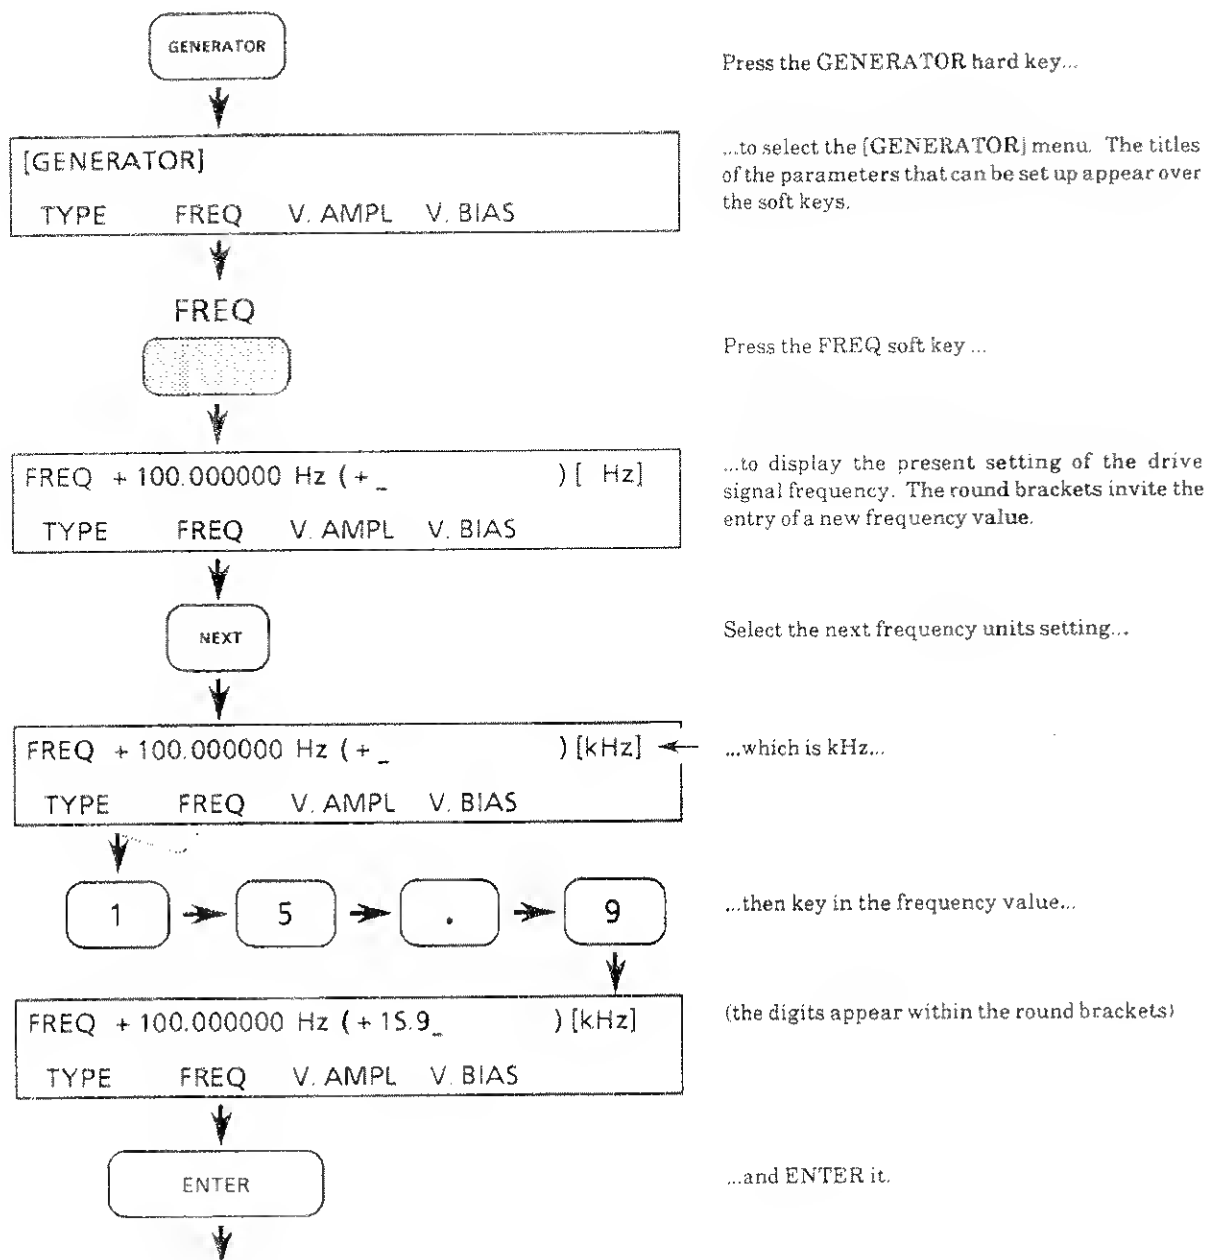 GENERATOR
Press the GENERATOR hard key...
[GENERATOR]
TYPE FREQ V. AMPL V. BIAS
...to select the [GENERATOR] menu. The titles
of the parameters that can be set up appear over
the soft keys.
FREQ
Press the FREQ soft key ...
FREQ + 100.000000 Hz ( + _ ) [ Hz]
TYPE FREQ V. AMPL V. BIAS
...to display the present setting of the drive
signal frequency. The round brackets invite the
entry of a new frequency value.
NEXT
Select the next frequency units setting...
FREQ + 100.000000 Hz ( + _ ) [kHz]
TYPE FREQ V. AMPL V. BIAS
...which is kHz...
1 5 . 9
...then key in the frequency value...
FREQ + 100.000000 Hz ( + 15.9_ ) [kHz]
TYPE FREQ V. AMPL V. BIAS
(the digits appear within the round brackets)
ENTER
...and ENTER it.